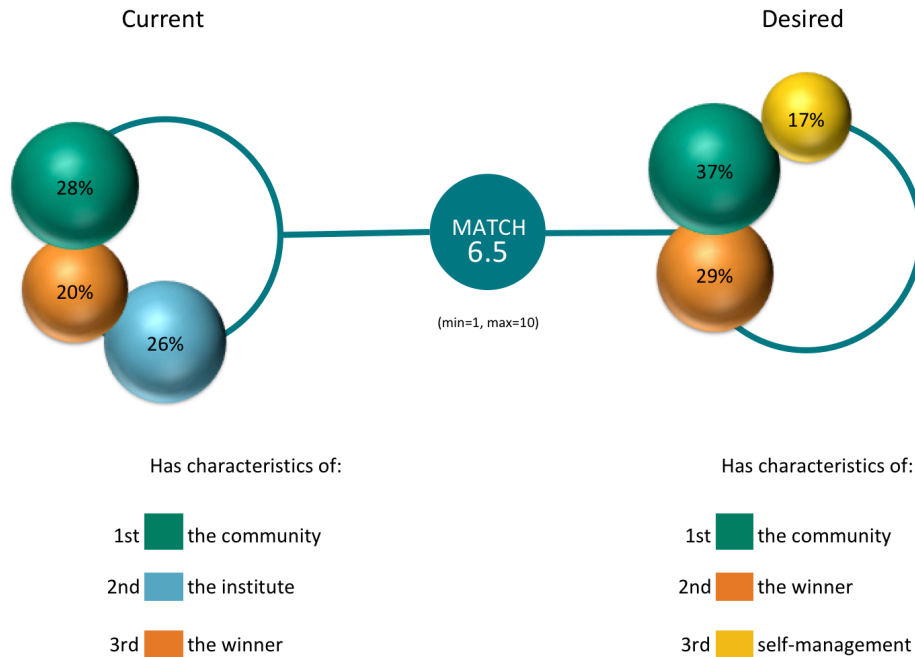 Current
Desired
17%
28%
37%
MATCH
6.5
20%
29%
26%
(min=1, max=10)
Has characteristics of:
Has characteristics of:
1st the community
1st the community
2nd the institute
2nd the winner
3rd the winner
3rd self-management